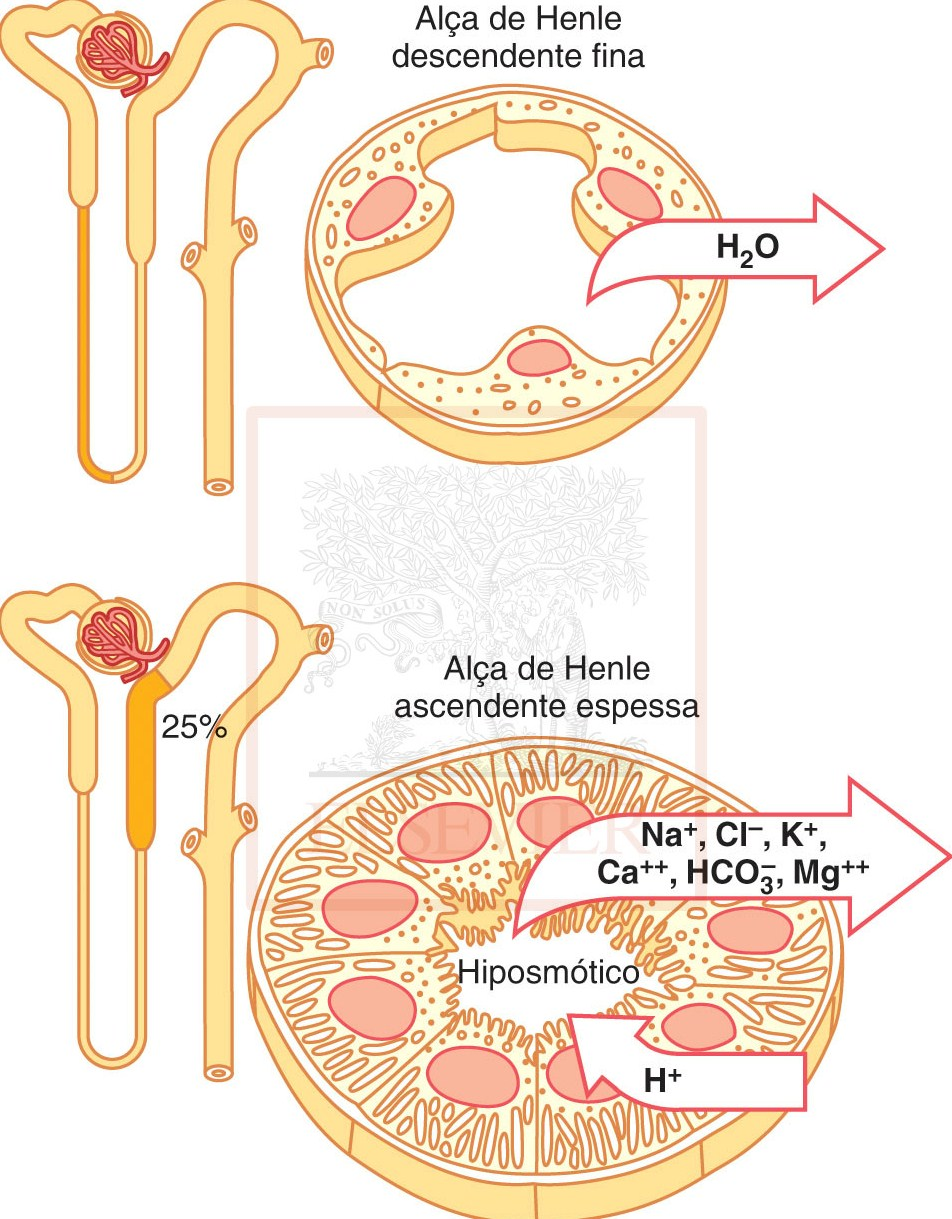 Alça de Henle
descendente fina
H₂O
NON SOLUS
25%
Alça de Henle
ascendente espessa
ELSEVIER
Na⁺, Cl⁻, K⁺,
Ca⁺⁺, HCO₃⁻, Mg⁺⁺
Hiposmótico
H⁺